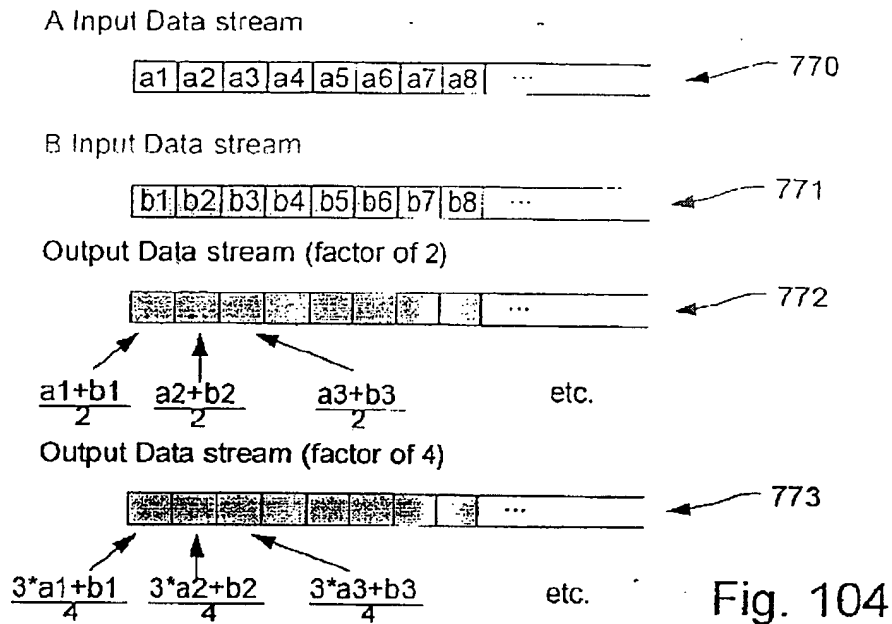 A Input Data stream
a1 a2 a3 a4 a5 a6 a7 a8 ... 770
B Input Data stream
b1 b2 b3 b4 b5 b6 b7 b8 ... 771
Output Data stream (factor of 2)
... 772
a1+b1 a2+b2 a3+b3 etc.
2 2 2
Output Data stream (factor of 4)
... 773
3*a1+b1 3*a2+b2 3*a3+b3 etc.
4 4 4
Fig. 104